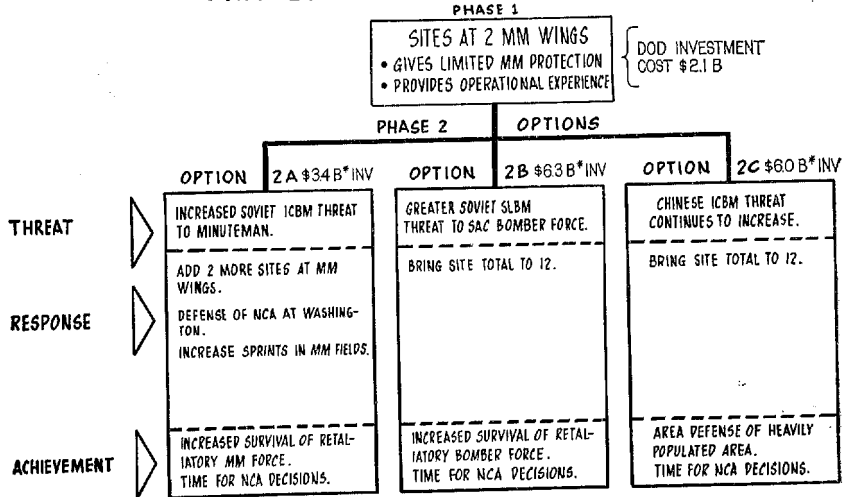 PHASE 1
SITES AT 2 MM WINGS
• GIVES LIMITED MM PROTECTION
• PROVIDES OPERATIONAL EXPERIENCE
DOD INVESTMENT
COST $2.1 B
PHASE 2 OPTIONS
OPTION 2A $3.4 B* INV
OPTION 2B $6.3 B* INV
OPTION 2C $6.0 B* INV
THREAT
INCREASED SOVIET ICBM THREAT
TO MINUTEMAN.
GREATER SOVIET SLBM
THREAT TO SAC BOMBER FORCE.
CHINESE ICBM THREAT
CONTINUES TO INCREASE.
RESPONSE
ADD 2 MORE SITES AT MM
WINGS.
DEFENSE OF NCA AT WASHING-
TON.
INCREASE SPRINTS IN MM FIELDS.
BRING SITE TOTAL TO 12.
BRING SITE TOTAL TO 12.
ACHIEVEMENT
INCREASED SURVIVAL OF RETAL-
IATORY MM FORCE.
TIME FOR NCA DECISIONS.
INCREASED SURVIVAL OF RETAL-
IATORY BOMBER FORCE.
TIME FOR NCA DECISIONS.
AREA DEFENSE OF HEAVILY
POPULATED AREA.
TIME FOR NCA DECISIONS.